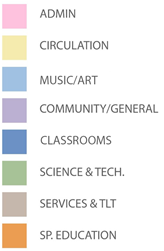 ADMIN
CIRCULATION
MUSIC/ART
COMMUNITY/GENERAL
CLASSROOMS
SCIENCE & TECH.
SERVICES & TLT
SP. EDUCATION